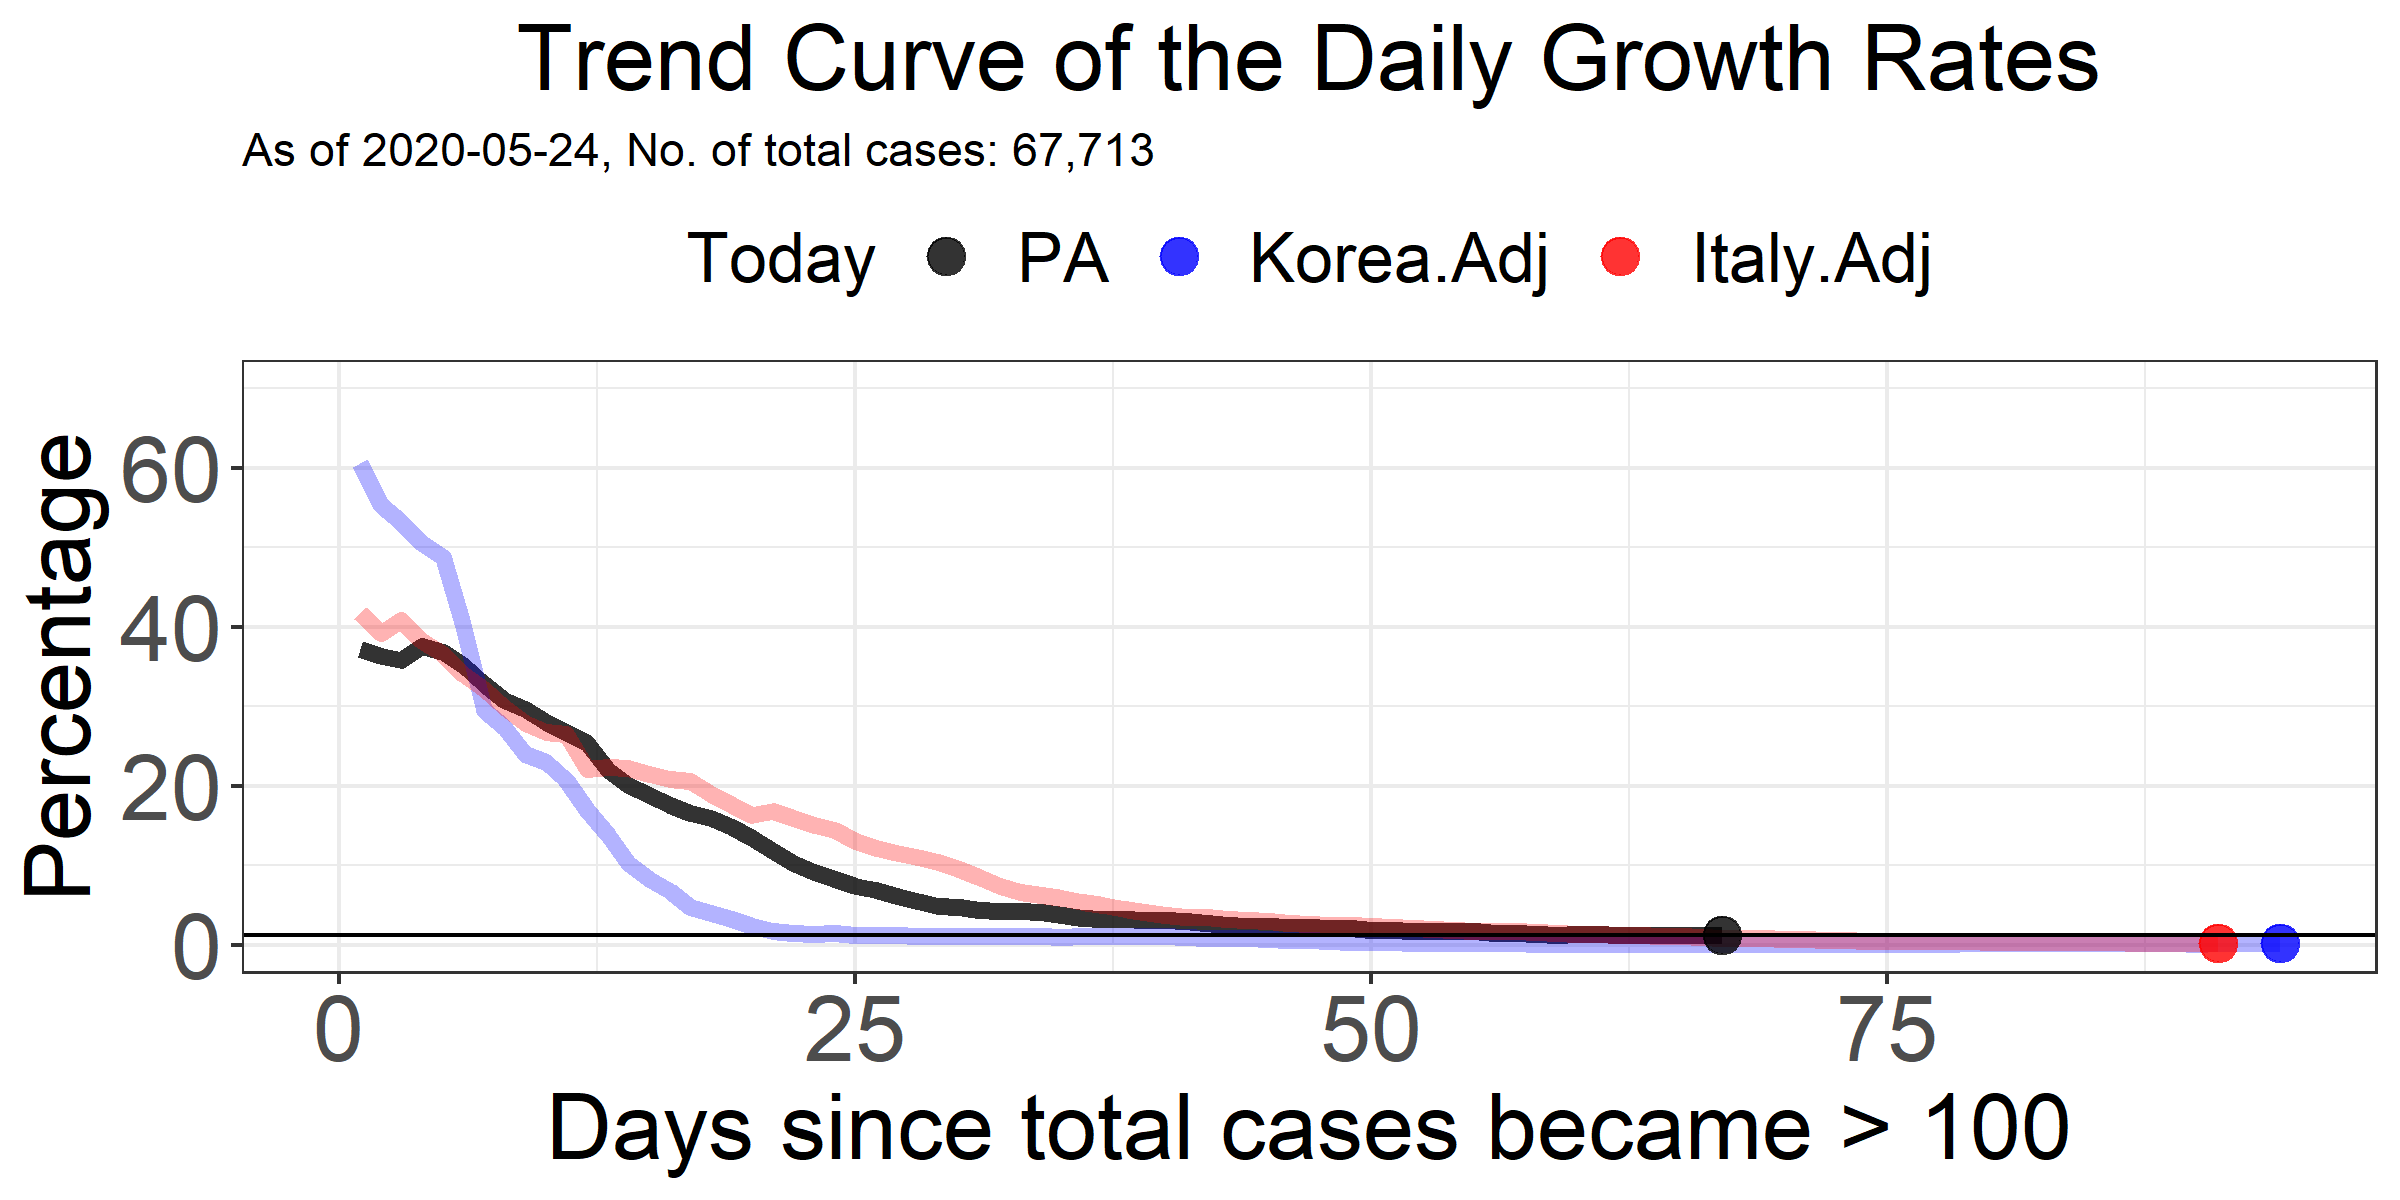 Trend Curve of the Daily Growth Rates
As of 2020-05-24, No. of total cases: 67,713
Today PA Korea.Adj Italy.Adj
Percentage
60
40
20
0
0 25 50 75
Days since total cases became > 100